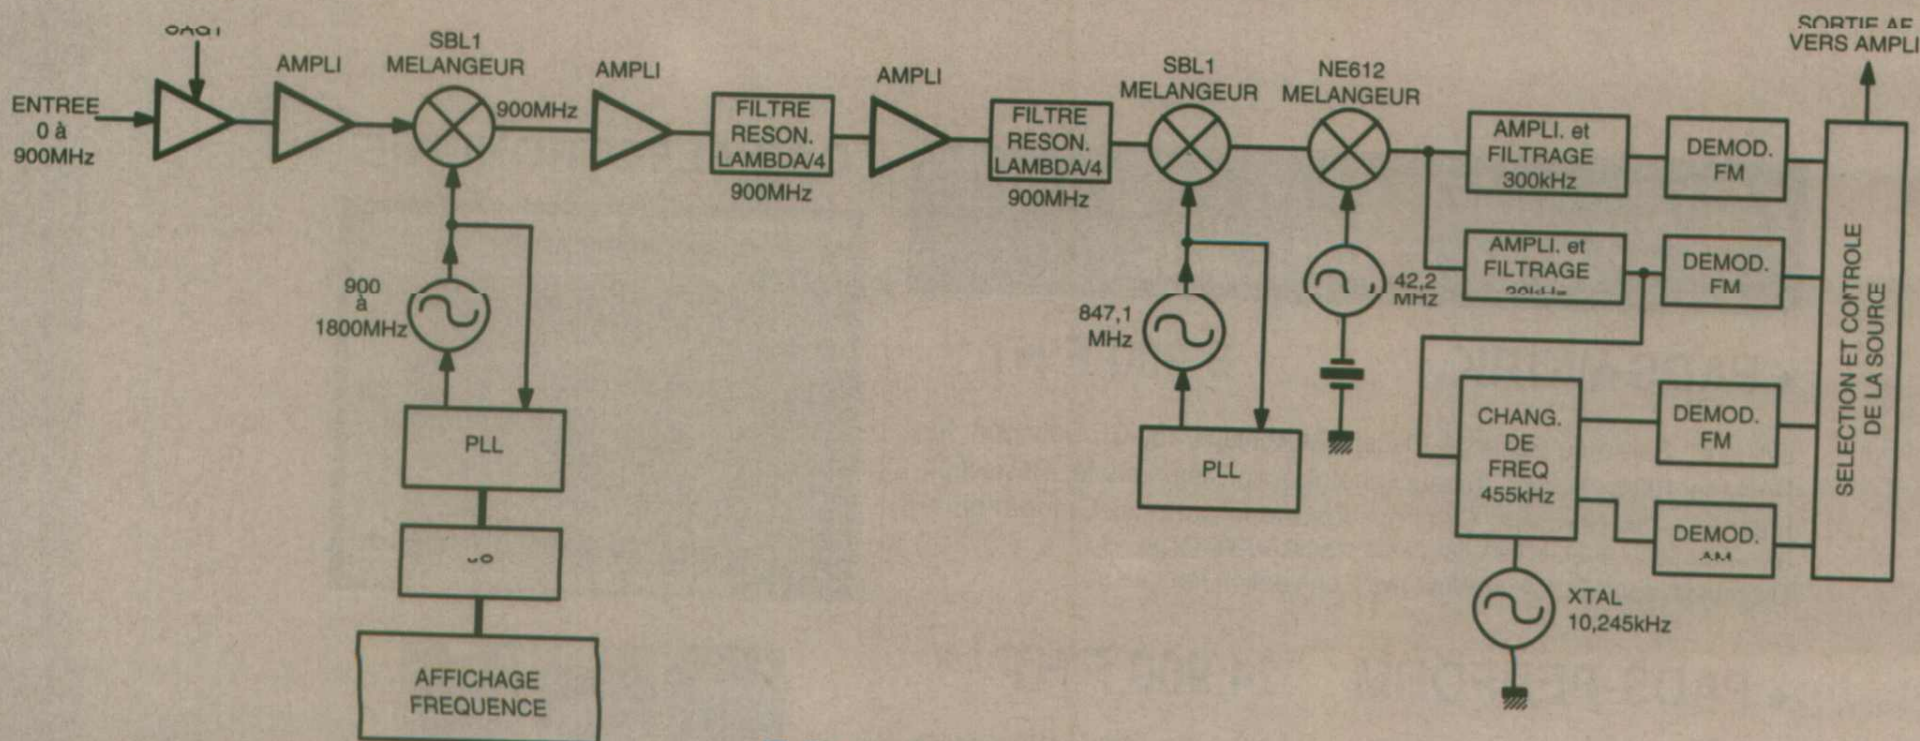 ENTREE
0 à
900MHz
AMPLI
SBL1
MELANGEUR
900MHz
AMPLI
FILTRE
RESON.
LAMBDA/4
900MHz
AMPLI
FILTRE
RESON.
LAMBDA/4
900MHz
SBL1
MELANGEUR
NE612
MELANGEUR
AMPLI. et
FILTRAGE
300kHz
DEMOD.
FM
SORTIE AF
VERS AMPLI
900
à
1800MHz
PLL
AFFICHAGE
FREQUENCE
847,1
MHz
PLL
42,2
MHz
AMPLI. et
FILTRAGE
DEMOD.
FM
CHANG.
DE
FREQ
455kHz
DEMOD.
FM
DEMOD.
XTAL
10,245kHz
SELECTION ET CONTROLE
DE LA SOURCE